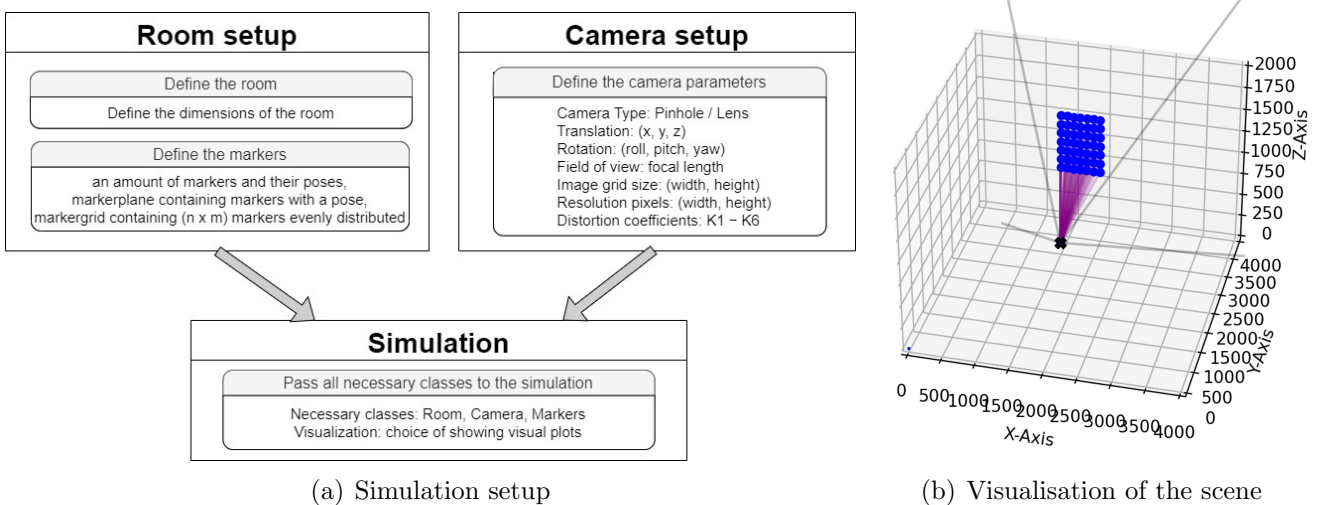 Room setup
Define the room
Define the dimensions of the room
Define the markers
an amount of markers and their poses,
markerplane containing markers with a pose,
markergrid containing (n x m) markers evenly distributed
Camera setup
Define the camera parameters
Camera Type: Pinhole / Lens
Translation: (x, y, z)
Rotation: (roll, pitch, yaw)
Field of view: focal length
Image grid size: (width, height)
Resolution pixels: (width, height)
Distortion coefficients: K1 – K6
Simulation
Pass all necessary classes to the simulation
Necessary classes: Room, Camera, Markers
Visualization: choice of showing visual plots
(a) Simulation setup
2000
1750
1500
1250
1000
750
500
250
0
Z-Axis
4000
3500
3000
2500
2000
1500
1000
500
0
Y-Axis
0
500
1000
1500
2000
2500
3000
3500
4000
X-Axis
(b) Visualisation of the scene